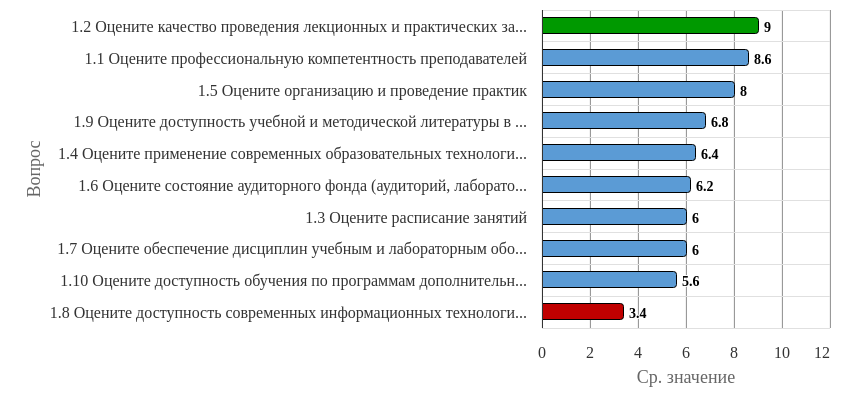 1.2 Оцените качество проведения лекционных и практических за...
9
1.1 Оцените профессиональную компетентность преподавателей
8.6
1.5 Оцените организацию и проведение практик
8
1.9 Оцените доступность учебной и методической литературы в ...
6.8
1.4 Оцените применение современных образовательных технологи...
6.4
1.6 Оцените состояние аудиторного фонда (аудиторий, лаборато...
6.2
1.3 Оцените расписание занятий
6
1.7 Оцените обеспечение дисциплин учебным и лабораторным обо...
6
1.10 Оцените доступность обучения по программам дополнительн...
5.6
1.8 Оцените доступность современных информационных технологи...
3.4
Вопрос
0 2 4 6 8 10 12
Ср. значение